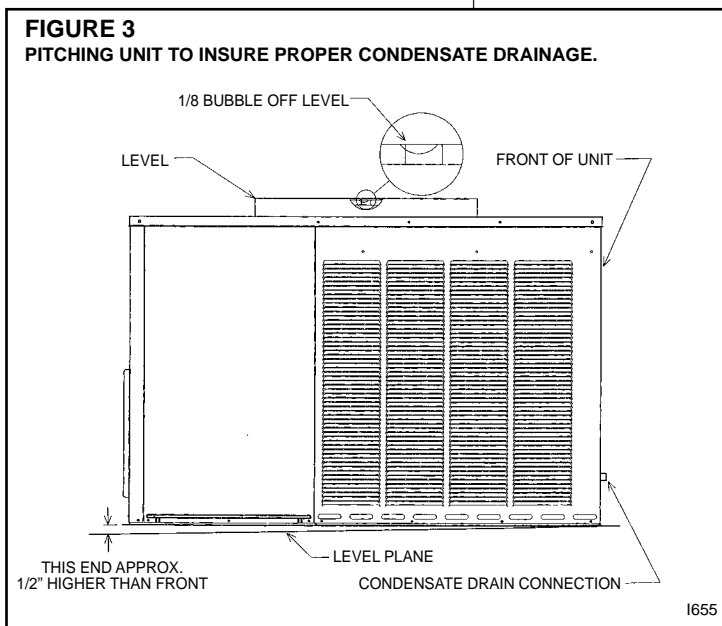 FIGURE 3
PITCHING UNIT TO INSURE PROPER CONDENSATE DRAINAGE.
1/8 BUBBLE OFF LEVEL
LEVEL
FRONT OF UNIT
LEVEL PLANE
THIS END APPROX.
1/2" HIGHER THAN FRONT
CONDENSATE DRAIN CONNECTION
I655